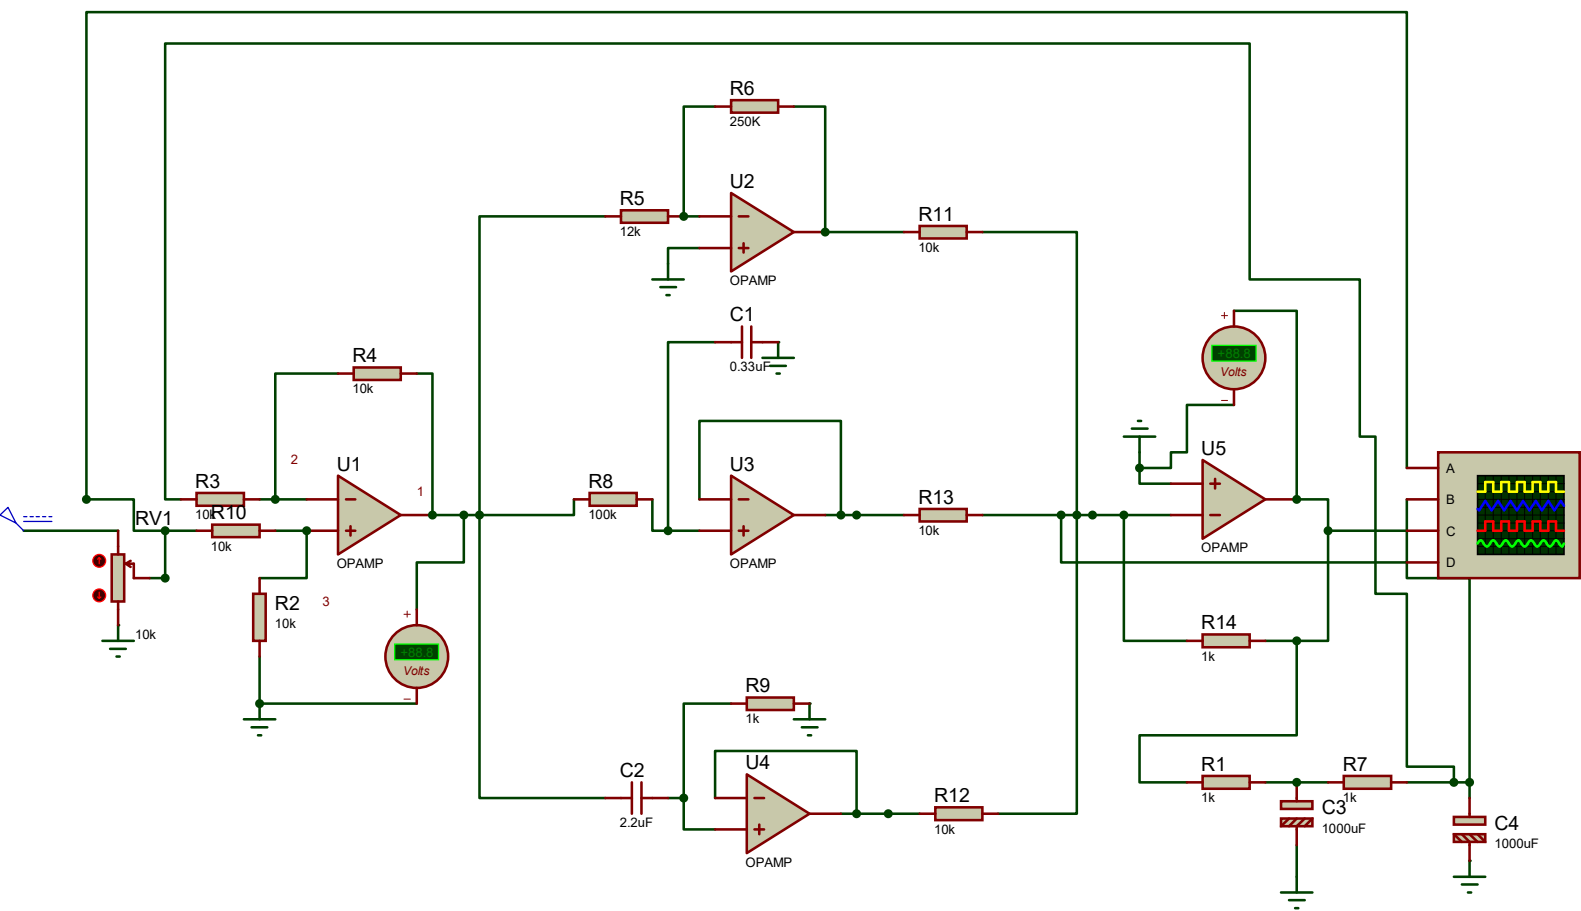 R6
250K
U2
R5
12k
R11
10k
OPAMP
C1
0.33uF
R4
10k
+
+88.8
Volts
−
2
U1
R3
10k
R10
10k
1
RV1
10k
OPAMP
R8
100k
U3
R13
10k
OPAMP
U5
OPAMP
A
B
C
D
R2
10k
3
+
+88.8
Volts
−
R14
1k
R9
1k
C2
2.2uF
U4
R12
10k
OPAMP
R1
1k
R7
1k
C3
1000uF
C4
1000uF